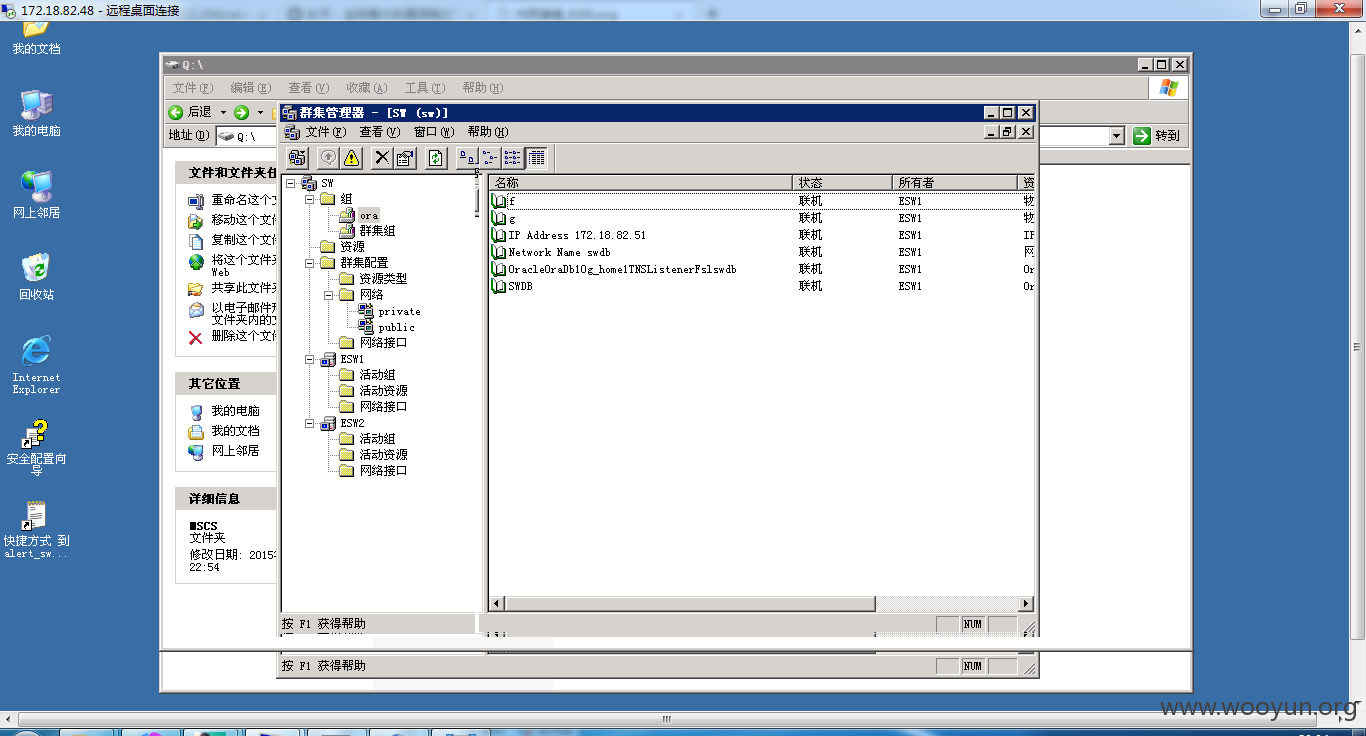 172.18.82.48 - 远程桌面连接
我的文档
我的电脑
网上邻居
回收站
Internet
Explorer
安全配置向
导
快捷方式 到
alert_sw...
Q:\
文件(F) 编辑(E) 查看(V) 收藏(A) 工具(T) 帮助(H)
后退
地址(D) Q:\ 转到
文件和文件夹任
重命名这个文
移动这个文件
复制这个文件
将这个文件夹
Web
共享此文件夹
以电子邮件形
文件夹内的文
删除这个文件
其它位置
我的电脑
我的文档
网上邻居
详细信息
MSCS
文件夹
修改日期: 2015
22:54
群集管理器 - [SW (sw)]
文件(F) 查看(V) 窗口(W) 帮助(H)
SW
组
ora
群集组
资源
群集配置
资源类型
网络
private
public
网络接口
ESW1
活动组
活动资源
网络接口
ESW2
活动组
活动资源
网络接口
名称 状态 所有者 资
f 联机 ESW1 物
g 联机 ESW1 物
IP Address 172.18.82.51 联机 ESW1 IP
Network Name swdb 联机 ESW1 网
OracleOraDb10g_home1TNSListenerFslswdb 联机 ESW1 Or
SWDB 联机 ESW1 Or
按 F1 获得帮助 NUM
按 F1 获得帮助 NUM
www.wooyun.org